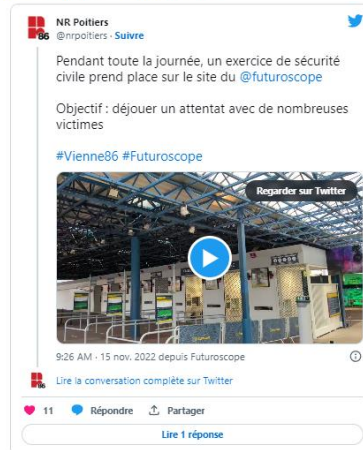 NR Poitiers
@nrpoitiers · Suivre
Pendant toute la journée, un exercice de sécurité
civile prend place sur le site du @futuroscope
Objectif : déjouer un attentat avec de nombreuses
victimes
#Vienne86 #Futuroscope
Regarder sur Twitter
9:26 AM · 15 nov. 2022 depuis Futuroscope
Lire la conversation complète sur Twitter
11 Répondre Partager
Lire 1 réponse